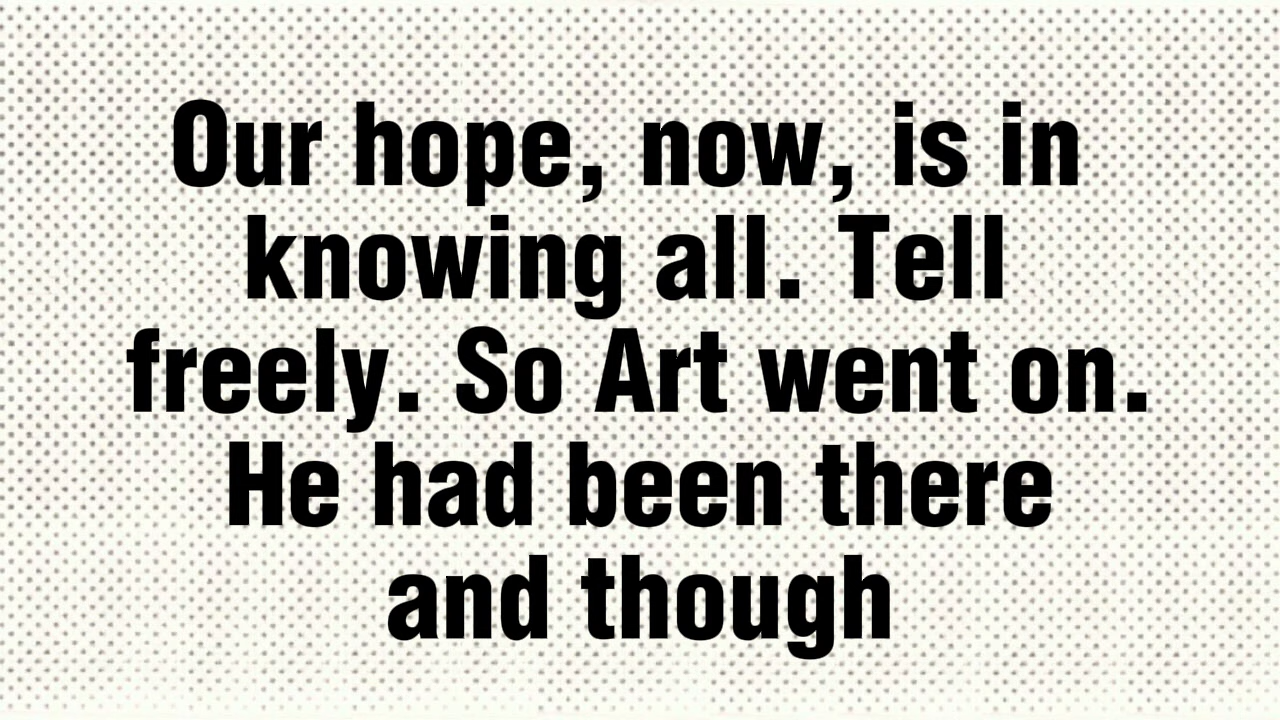 Our hope, now, is in
knowing all. Tell
freely. So Art went on.
He had been there
and though